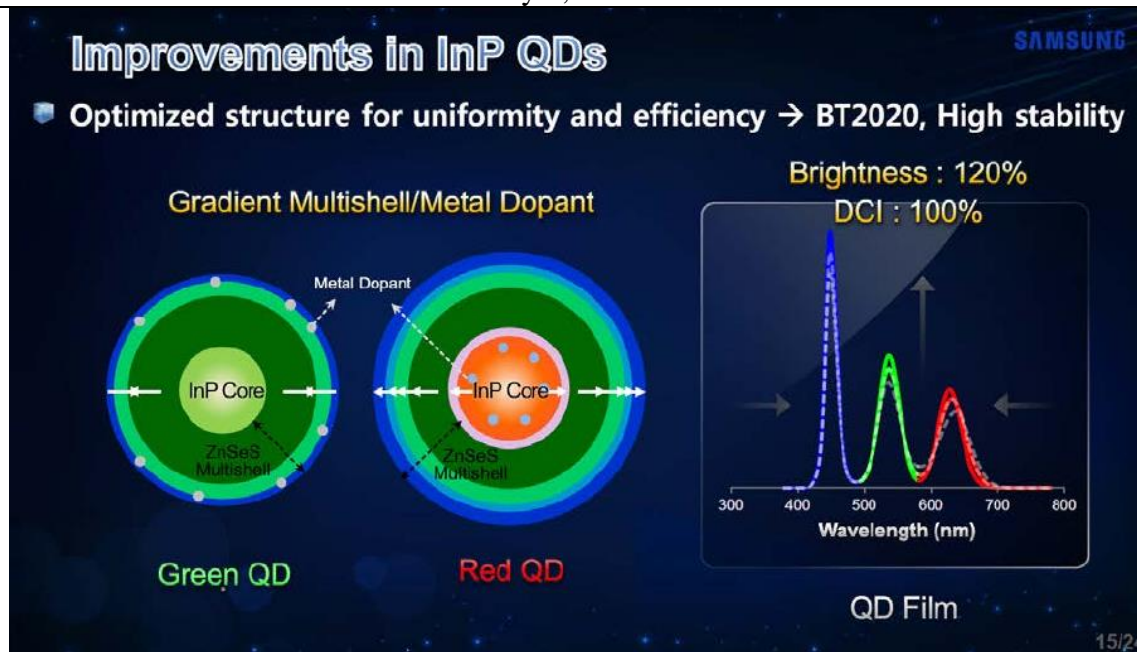 Improvements in InP QDs
SAMSUNG
Optimized structure for uniformity and efficiency → BT2020, High stability
Gradient Multishell/Metal Dopant
Metal Dopant
InP Core
ZnSeS
Multishell
Green QD
InP Core
ZnSeS
Multishell
Red QD
Brightness : 120%
DCI : 100%
300 400 500 600 700 800
Wavelength (nm)
QD Film